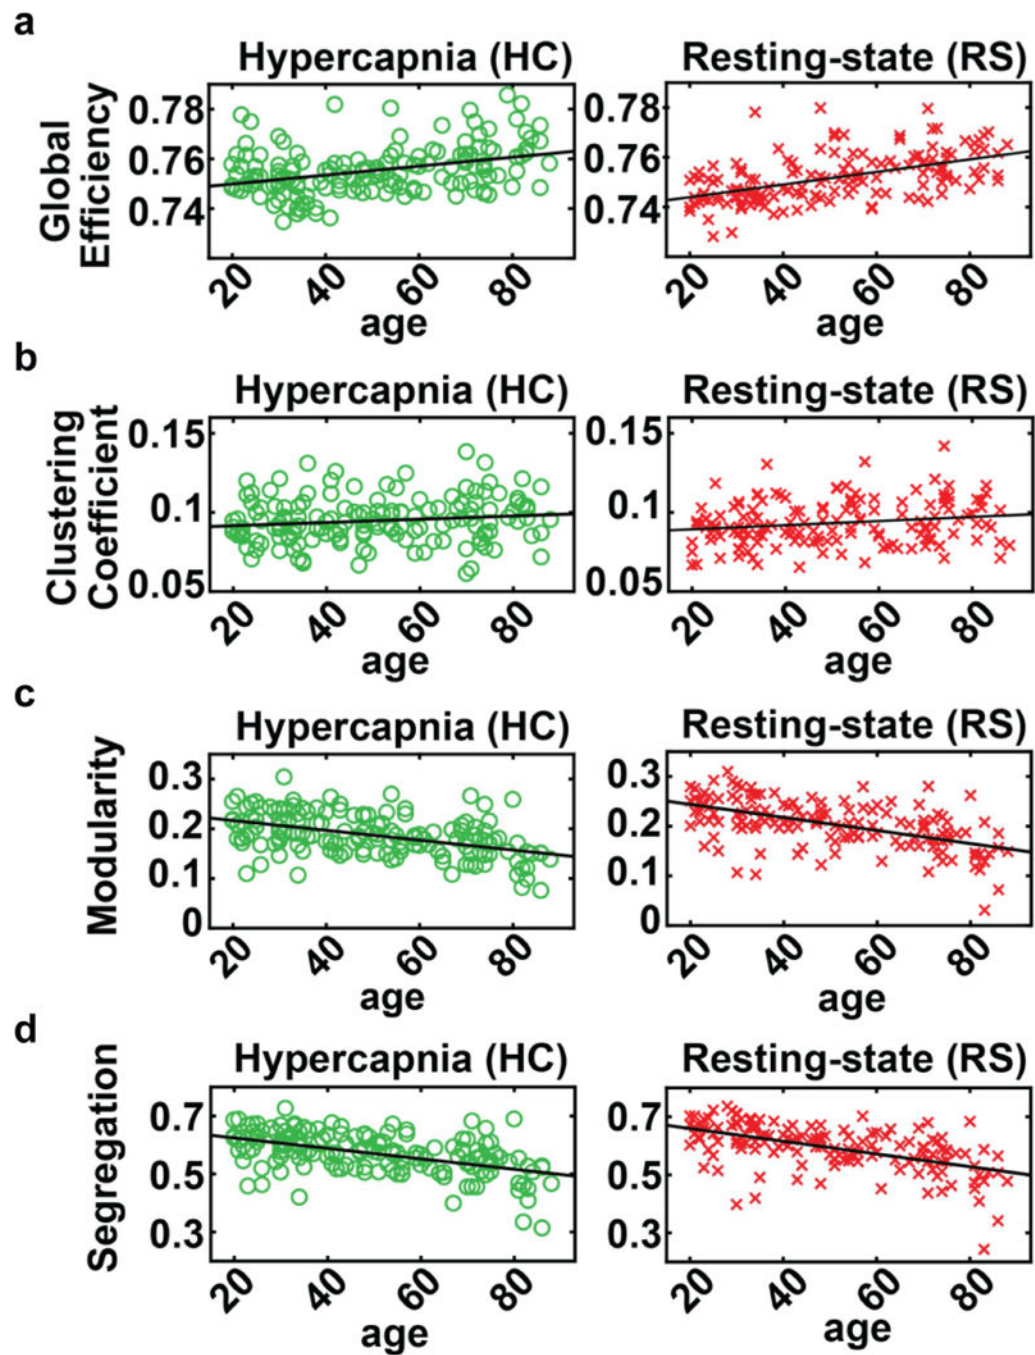 a
Hypercapnia (HC) Resting-state (RS)
Global
Efficiency
0.78 0.78
0.76 0.76
0.74 0.74
20 40 60 80 20 40 60 80
age age
b
Hypercapnia (HC) Resting-state (RS)
Clustering
Coefficient
0.15 0.15
0.1 0.1
0.05 0.05
20 40 60 80 20 40 60 80
age age
c
Hypercapnia (HC) Resting-state (RS)
Modularity
0.3 0.3
0.2 0.2
0.1 0.1
0 0
20 40 60 80 20 40 60 80
age age
d
Hypercapnia (HC) Resting-state (RS)
Segregation
0.7 0.7
0.5 0.5
0.3 0.3
20 40 60 80 20 40 60 80
age age